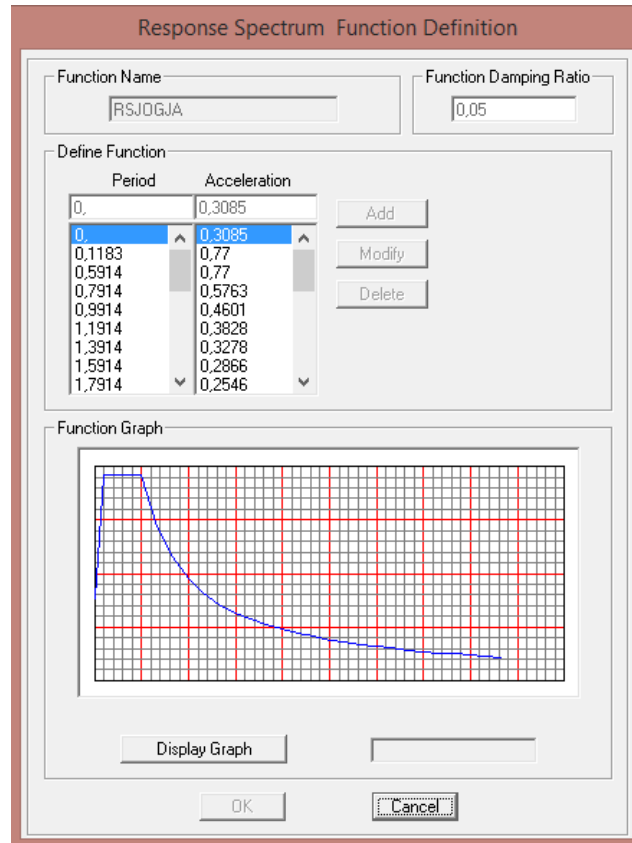 Response Spectrum Function Definition
Function Name
Function Damping Ratio
RSJOGJA
0,05
Define Function
Period Acceleration
0, 0,3085
Add
0, 0,3085
0,1183 0,77
Modify
0,5914 0,77
0,7914 0,5763
Delete
0,9914 0,4601
1,1914 0,3828
1,3914 0,3278
1,5914 0,2866
1,7914 0,2546
Function Graph
Display Graph
OK Cancel